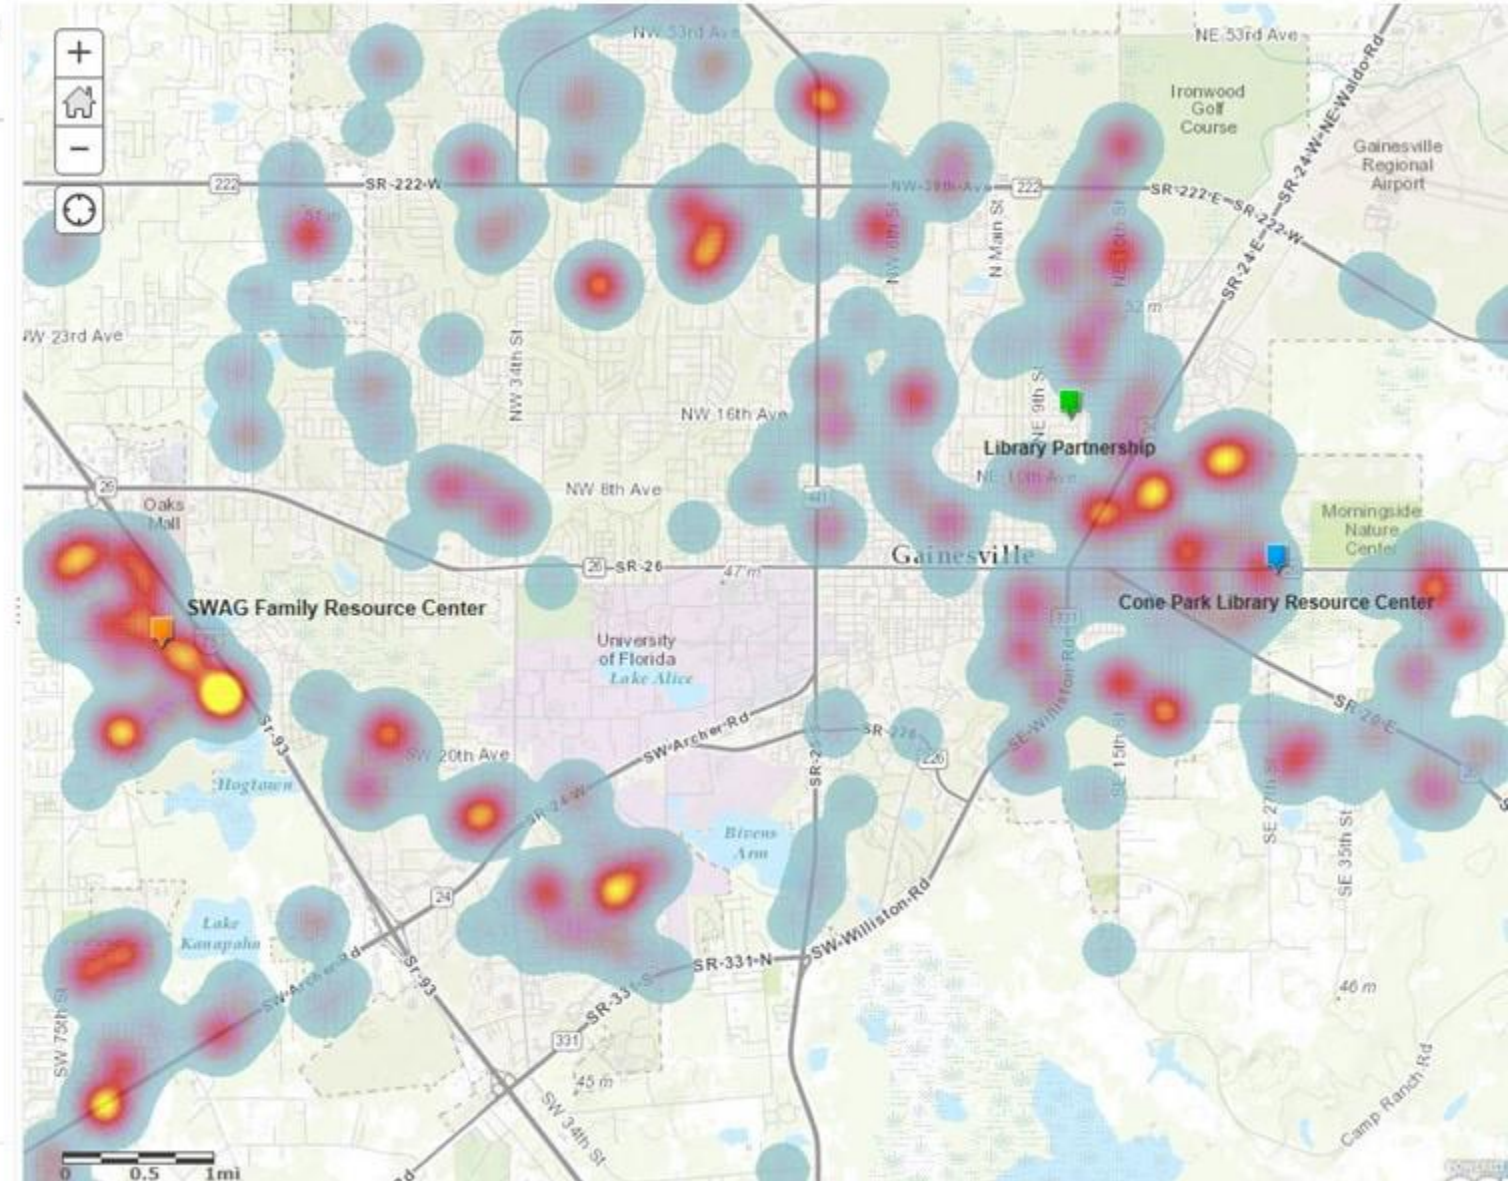 +
−
NW 53rd Ave
NE 53rd Ave
Ironwood
Golf
Course
SR-24-W-NE-Waldo-Rd
Gainesville
Regional
Airport
222
SR-222-W
NW-39th-Ave
222
SR-222-E
SR-222-W
51 m
NW 6th St
N Main St
NE 15th St
SR-24-E
52 m
NW 23rd Ave
NW 34th St
NW 16th Ave
NE 9th St
Library Partnership
NE 10th Ave
26
Oaks
Mall
NW 8th Ave
441
Morningside
Nature
Center
Gainesville
26
SR-26
47 m
SWAG Family Resource Center
Cone Park Library Resource Center
331
University
of Florida
Lake Alice
SE-Williston-Rd
Sr-93
SW 20th Ave
SW-Archer-Rd
SR-226
226
SE 15th St
SR-20-E
Hogtown
SR-24-W
SR-2
Bivens
Arm
SE 27th St
SE 35th St
24
Lake
Kanapaha
SW-Archer-Rd
Sr-93
SR-331-N
SW-Williston-Rd
SR-331-S
46 m
SW 75th St
331
45 m
SW 34th St
Camp Ranch Rd
0 0.5 1mi
Rd